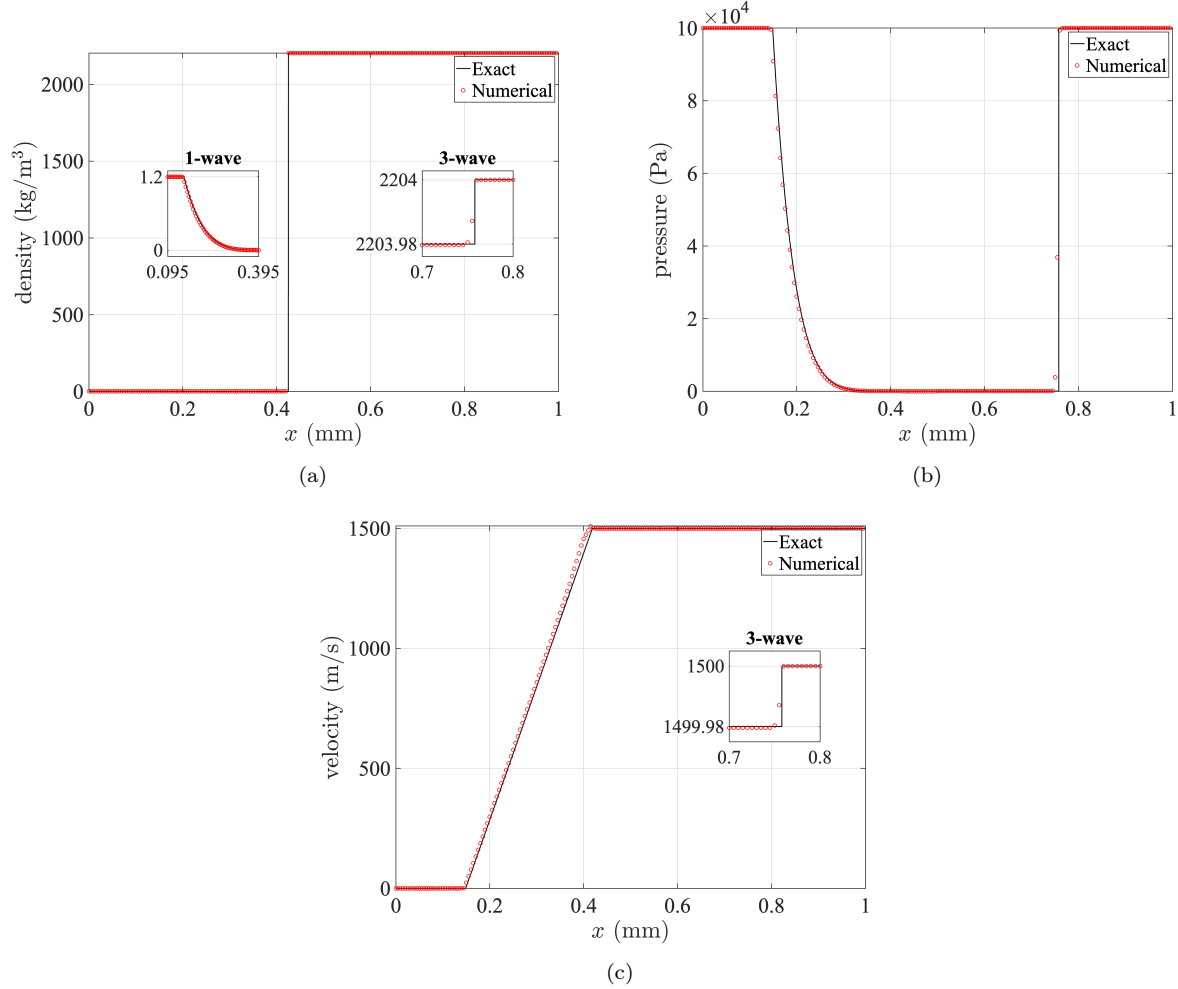 2000
1500
1000
500
0
density (kg/m³)
0
0.2
0.4
0.6
0.8
1
x (mm)
Exact
Numerical
1-wave
1.2
0
0.095
0.395
3-wave
2204
2203.98
0.7
0.8
(a)
×10⁴
10
8
6
4
2
0
pressure (Pa)
0
0.2
0.4
0.6
0.8
1
x (mm)
Exact
Numerical
(b)
1500
1000
500
0
velocity (m/s)
0
0.2
0.4
0.6
0.8
1
x (mm)
Exact
Numerical
3-wave
1500
1499.98
0.7
0.8
(c)